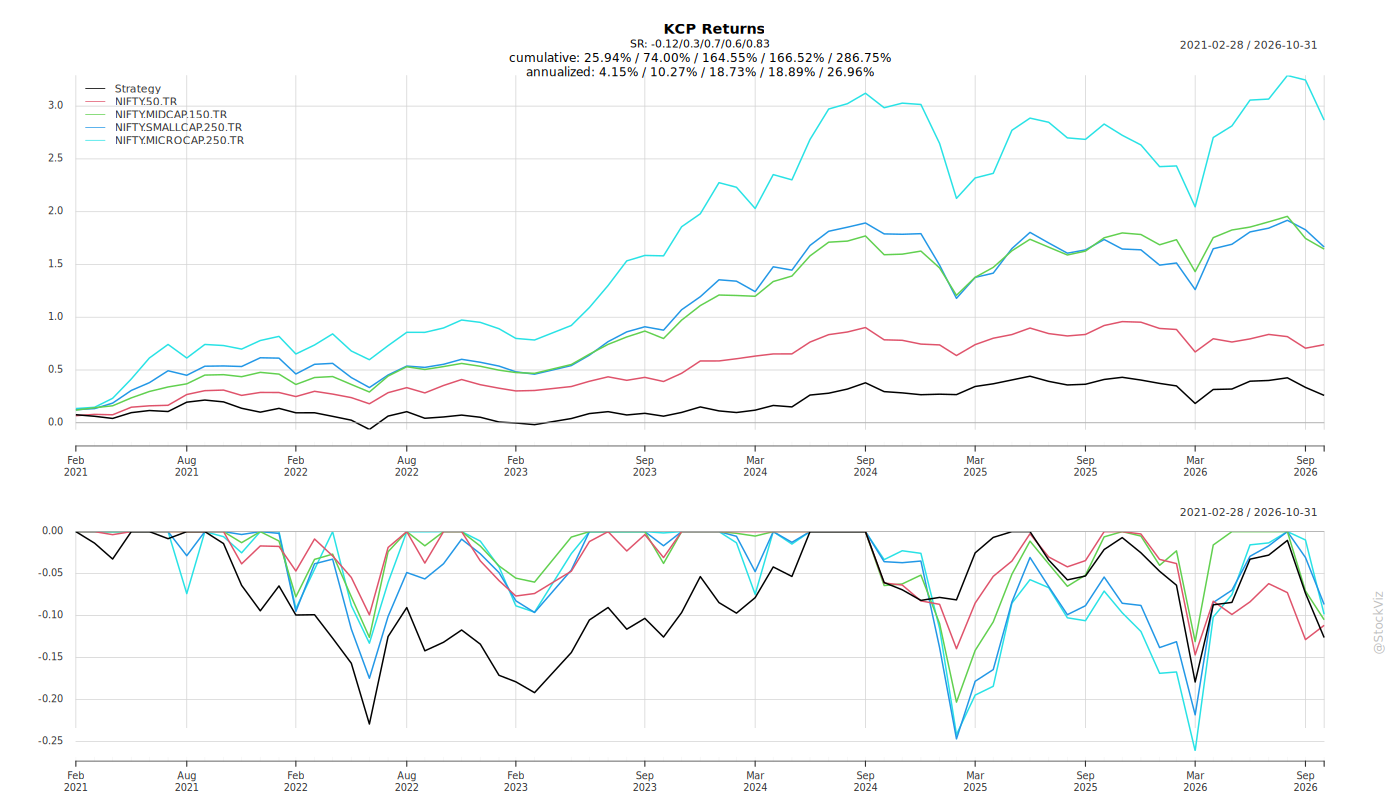 KCP Returns
SR: -0.12/0.3/0.7/0.6/0.83
cumulative: 25.94% / 74.00% / 164.55% / 166.52% / 286.75%
annualized: 4.15% / 10.27% / 18.73% / 18.89% / 26.96%
2021-02-28 / 2026-10-31
Strategy
NIFTY.50.TR
NIFTY.MIDCAP.150.TR
NIFTY.SMALLCAP.250.TR
NIFTY.MICROCAP.250.TR
3.0
2.5
2.0
1.5
1.0
0.5
0.0
Feb Aug Feb Aug Feb Sep Mar Sep Mar Sep Mar Sep
2021 2021 2022 2022 2023 2023 2024 2024 2025 2025 2026 2026
2021-02-28 / 2026-10-31
0.00
-0.05
-0.10
-0.15
-0.20
-0.25
Feb Aug Feb Aug Feb Sep Mar Sep Mar Sep Mar Sep
2021 2021 2022 2022 2023 2023 2024 2024 2025 2025 2026 2026
@StockViz